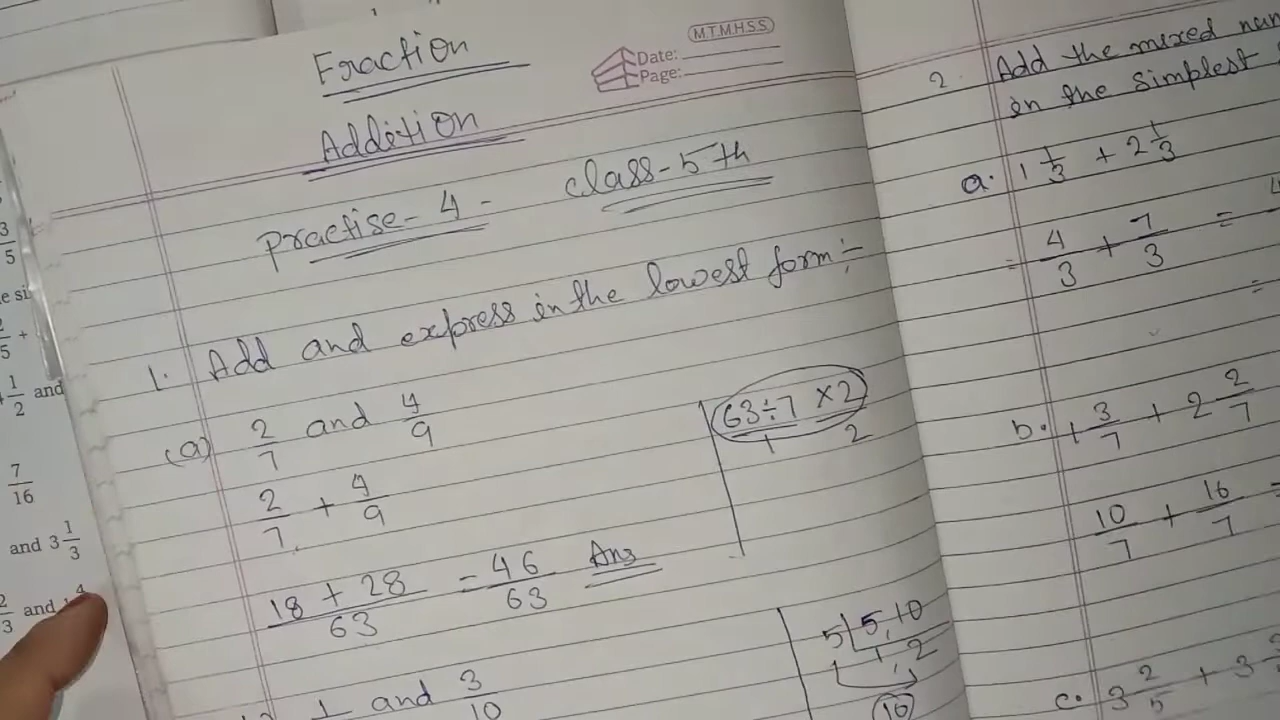 3/5
e si
2/5 +
1/2 and
7/16
and 3 1/3
2/3 and
M.T.M.H.S.S
Date:
Page:
Fraction
Addition
Practise-4- class-5th
1. Add and express in the lowest form:-
(a) 2/7 and 4/9
2/7 + 4/9
63÷7 ×2
1 2
18 + 28 / 63 = 46/63 Ans
1 and 3/10
5 | 5, 10
1, 2
10
2. Add the mixed
in the simplest
a. 1 1/3 + 2 1/3
= 4/3 + 7/3 =
=
b. 1 3/7 + 2 2/7
10/7 + 16/7 =
c. 3 2/5 + 3